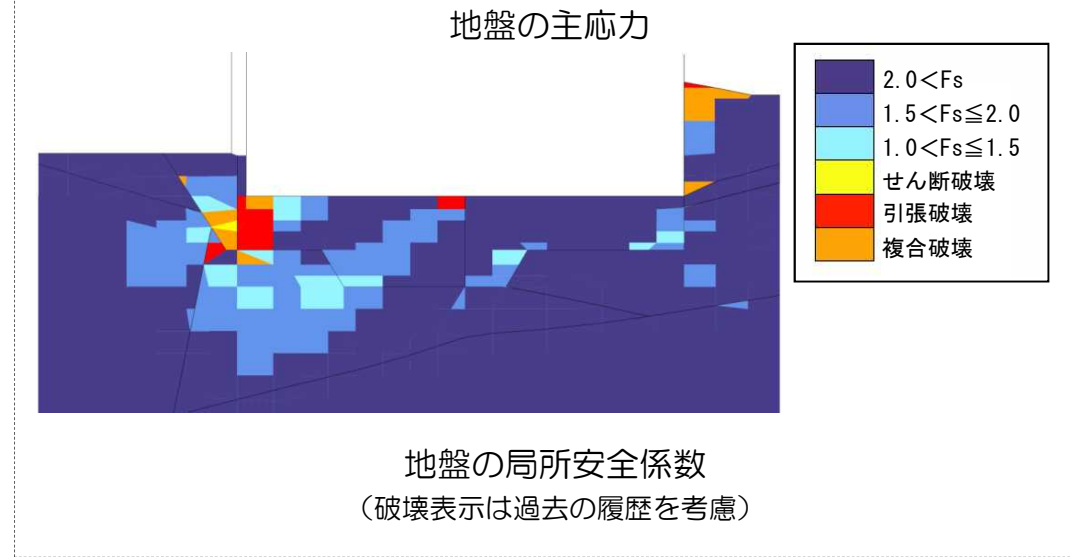 地盤の主応力
2.0<Fs
1.5<Fs≦2.0
1.0<Fs≦1.5
せん断破壊
引張破壊
複合破壊
地盤の局所安全係数
（破壊表示は過去の履歴を考慮）